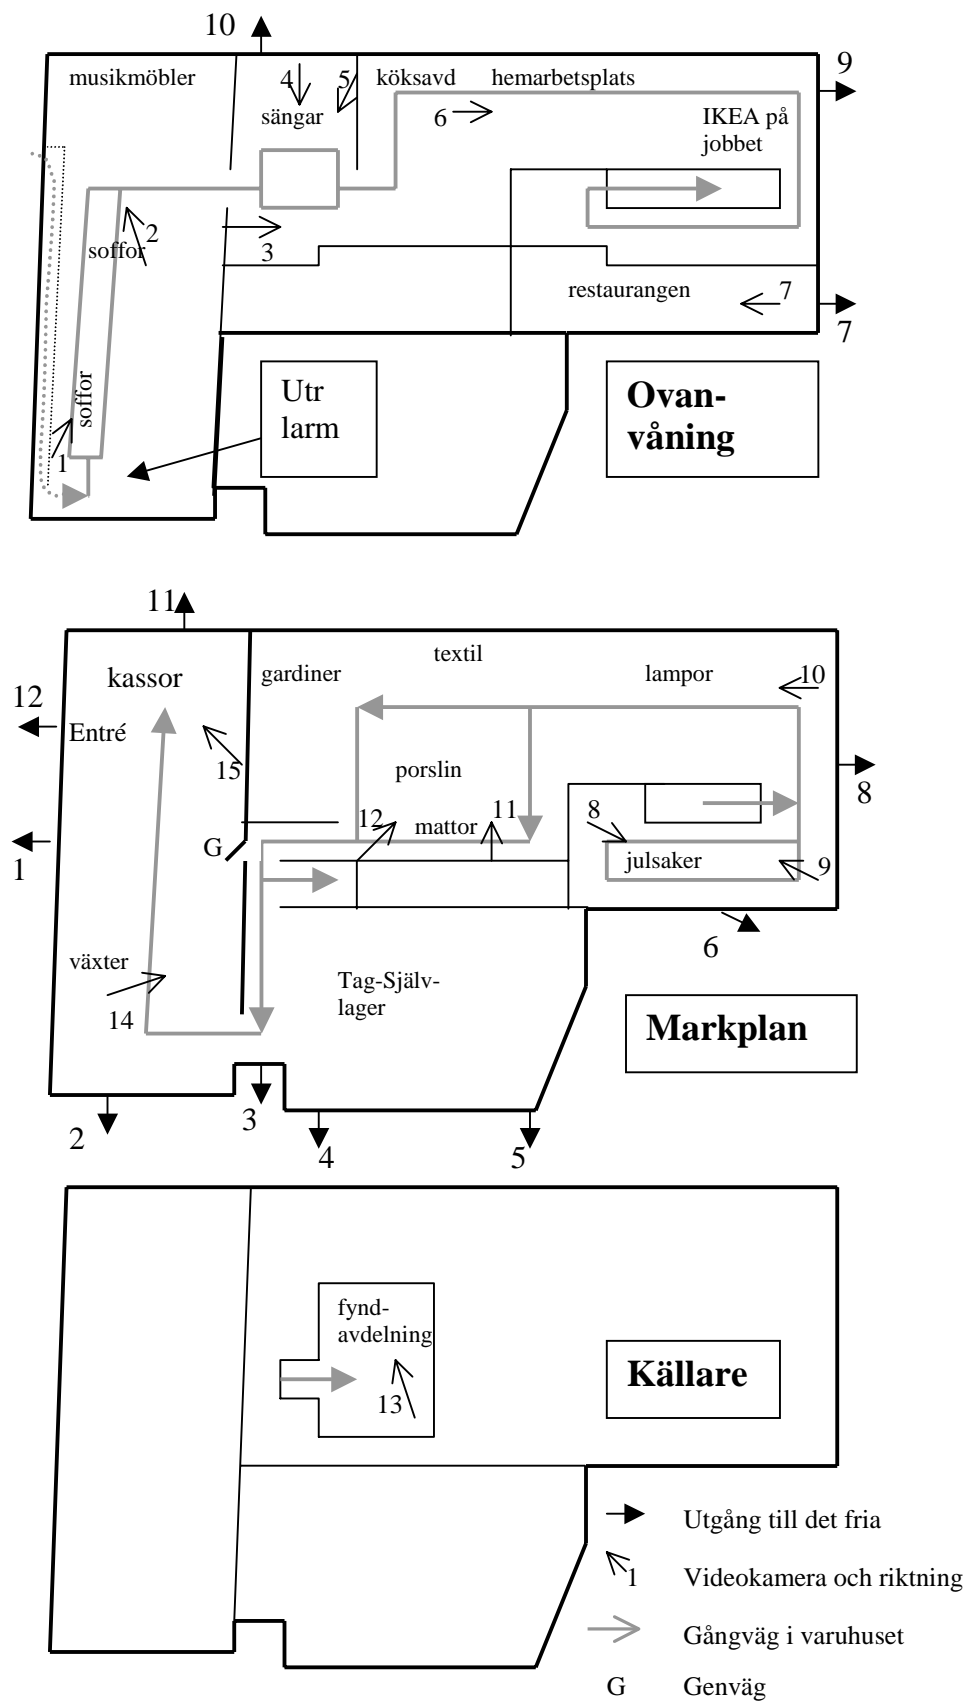 10
musikmöbler
4
5
köksavd
hemarbetsplats
9
sängar
6
IKEA på
jobbet
soffor
2
3
restaurangen
7
7
soffor
1
Utr
larm
Ovan-
våning
11
kassor
gardiner
textil
lampor
10
12
Entré
15
porslin
8
1
G
12
mattor
11
8
julsaker
9
6
växter
14
Tag-Själv-
lager
Markplan
2
3
4
5
fynd-
avdelning
13
Källare
Utgång till det fria
1
Videokamera och riktning
Gångväg i varuhuset
G
Genväg